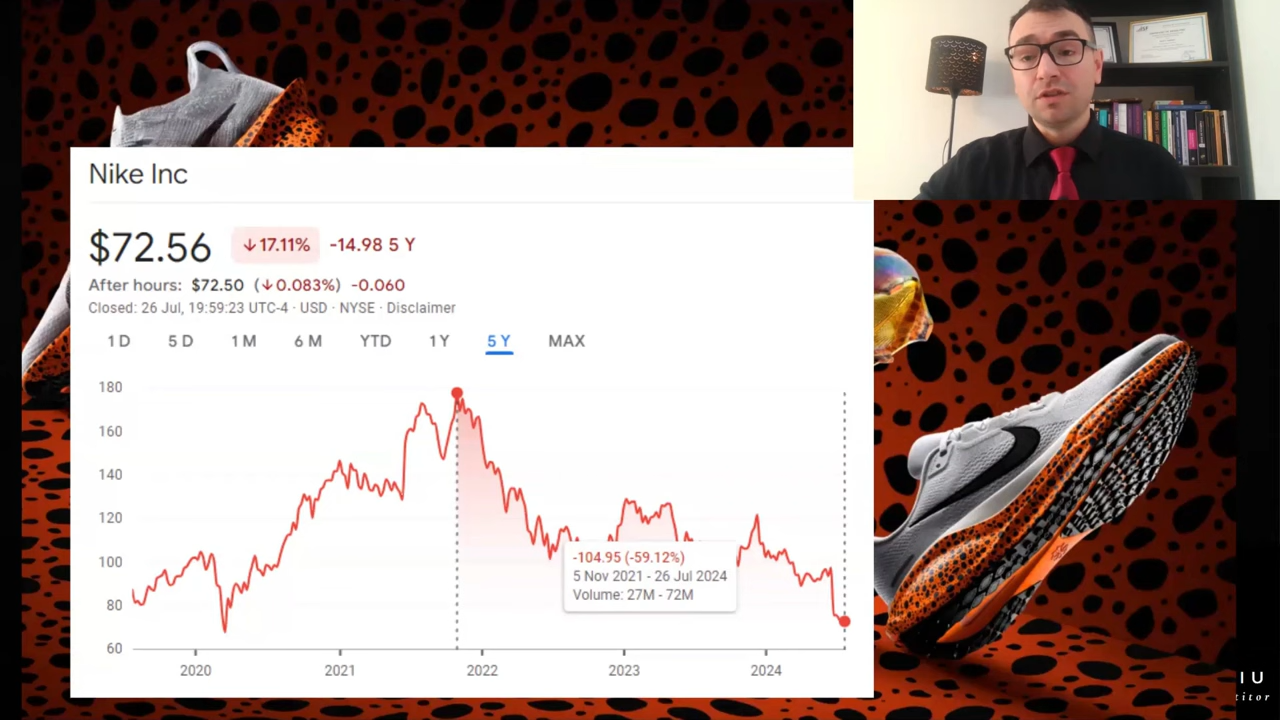 Nike Inc
$72.56 ↓17.11% -14.98 5 Y
After hours: $72.50 (↓0.083%) -0.060
Closed: 26 Jul, 19:59:23 UTC-4 · USD · NYSE · Disclaimer
1 D 5 D 1 M 6 M YTD 1 Y 5 Y MAX
180
160
140
120
100
80
60
-104.95 (-59.12%)
5 Nov 2021 - 26 Jul 2024
Volume: 27M - 72M
2020 2021 2022 2023 2024
I U
titor